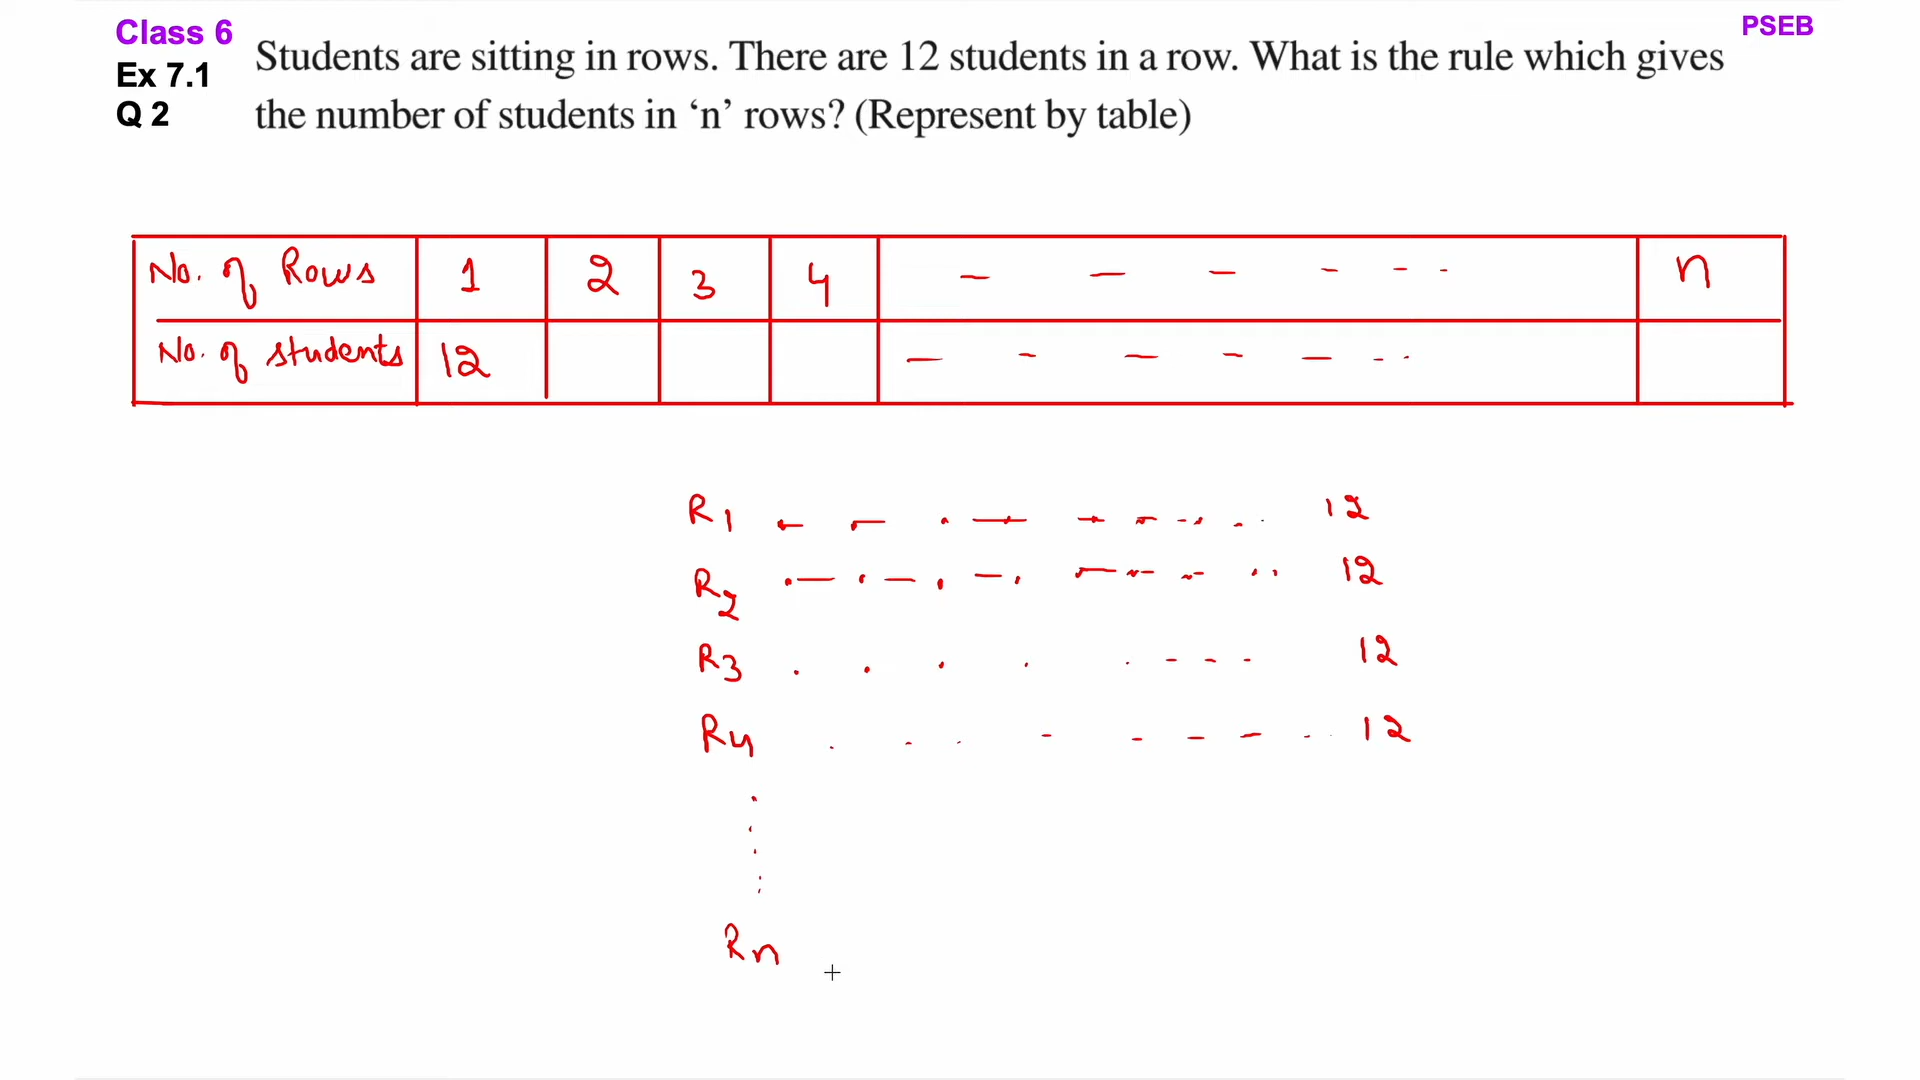 Class 6
PSEB
Ex 7.1
Q 2
Students are sitting in rows. There are 12 students in a row. What is the rule which gives
the number of students in ‘n’ rows? (Represent by table)
No. of Rows 1 2 3 4 - - - - - - n
No. of students 12 - - - - - - -
R1 12
R2 12
R3 12
R4 12
Rn